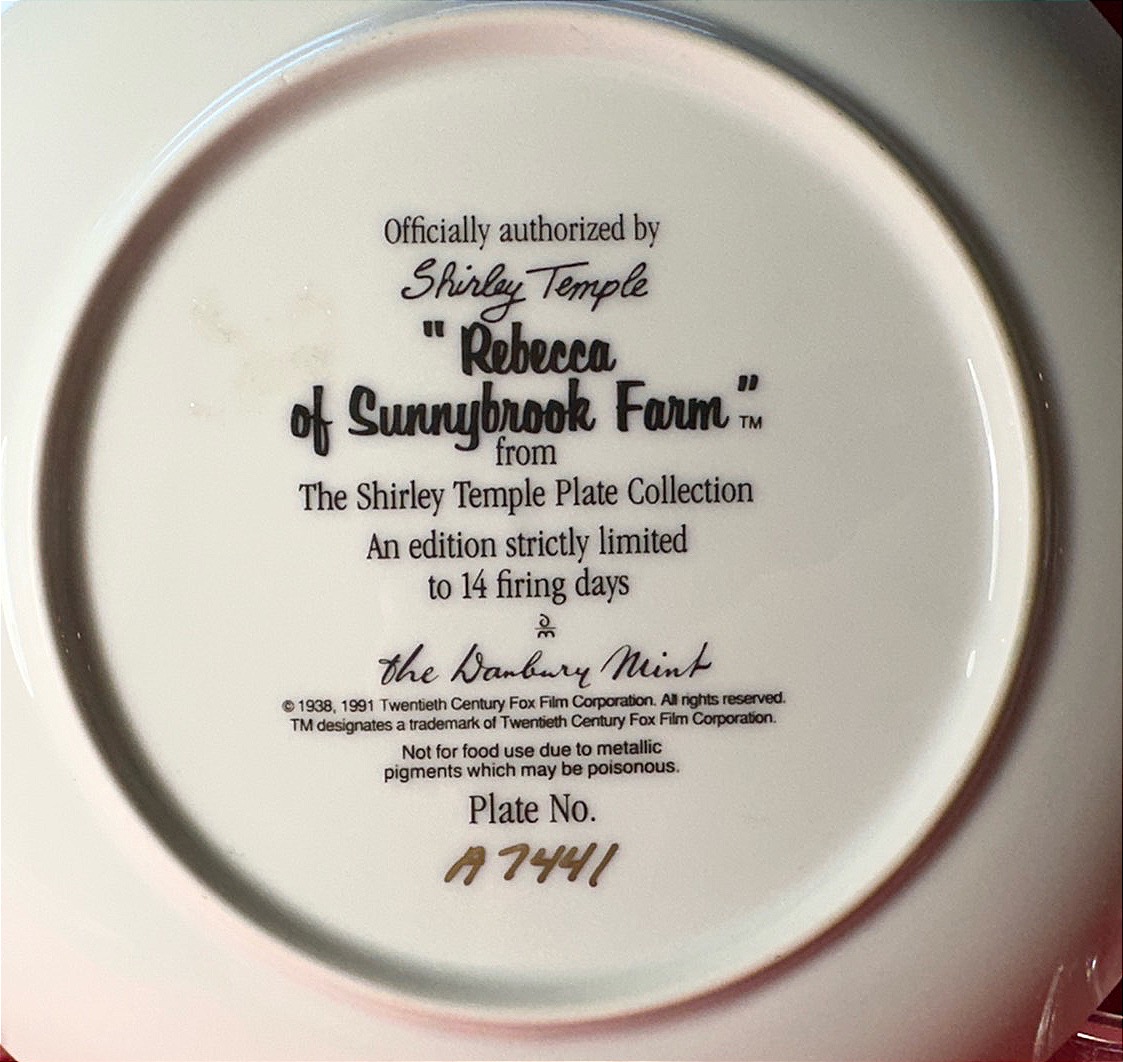 Officially authorized by
Shirley Temple
" Rebecca
of Sunnybrook Farm " TM
from
The Shirley Temple Plate Collection
An edition strictly limited
to 14 firing days
the Danbury Mint
© 1938, 1991 Twentieth Century Fox Film Corporation. All rights reserved.
TM designates a trademark of Twentieth Century Fox Film Corporation.
Not for food use due to metallic
pigments which may be poisonous.
Plate No.
A7441